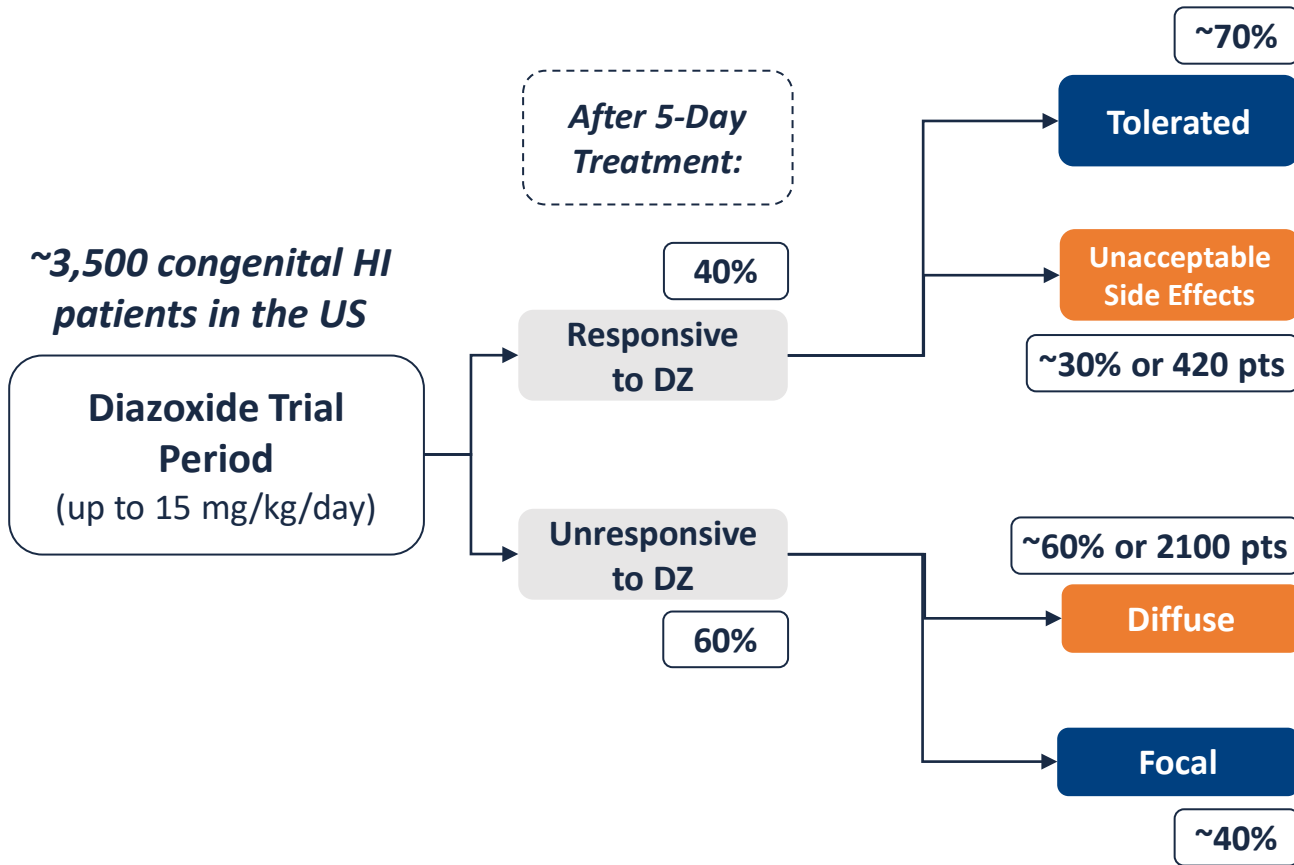 ~3,500 congenital HI
patients in the US
Diazoxide Trial
Period
(up to 15 mg/kg/day)
After 5-Day
Treatment:
40%
Responsive
to DZ
Unresponsive
to DZ
60%
~70%
Tolerated
Unacceptable
Side Effects
~30% or 420 pts
~60% or 2100 pts
Diffuse
Focal
~40%